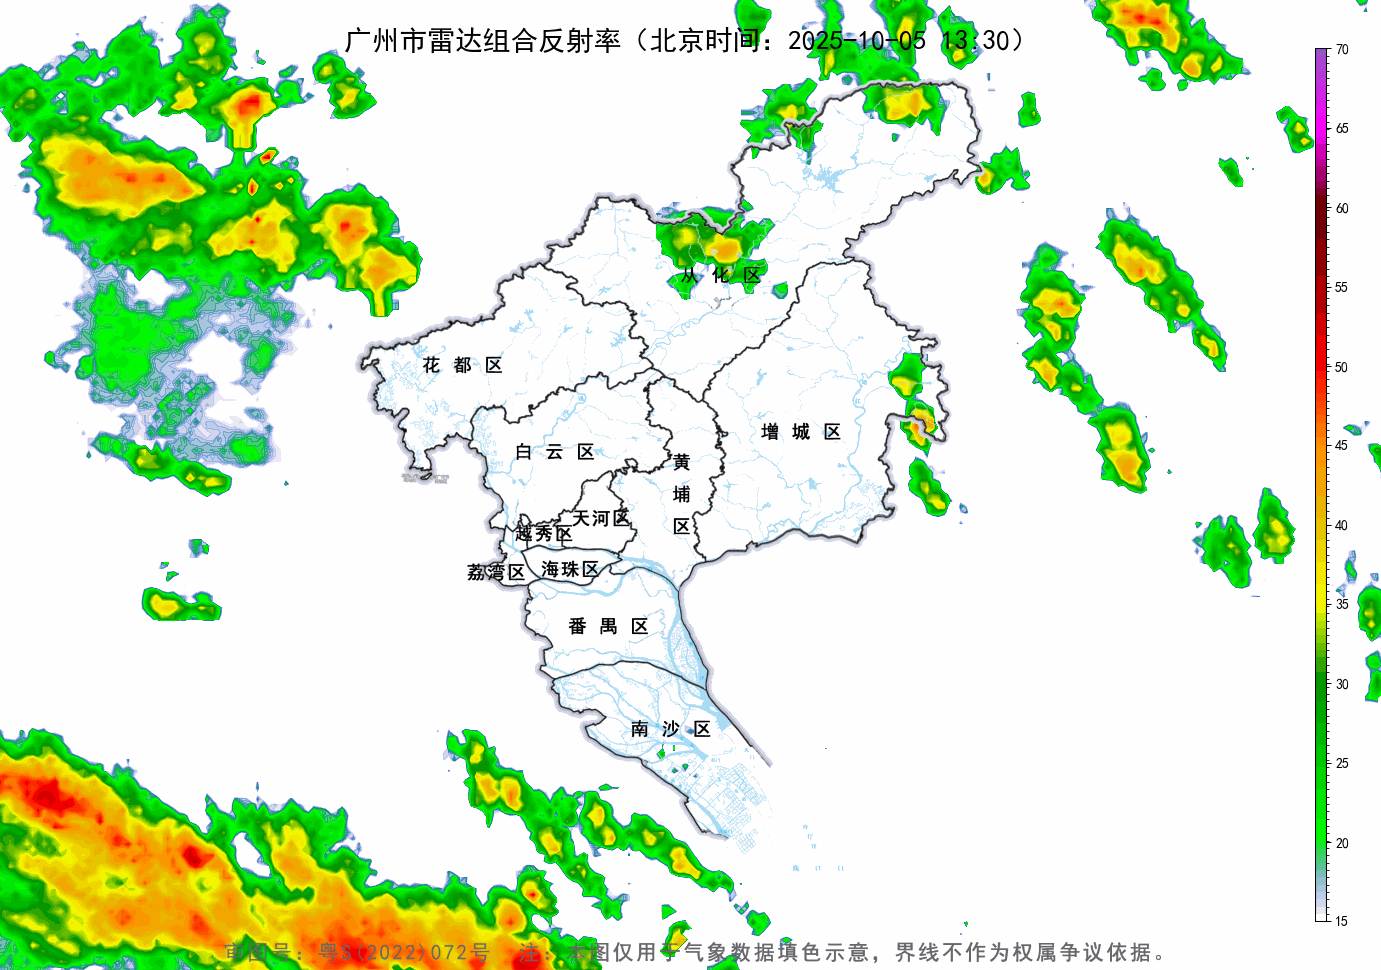 广州市雷达组合反射率（北京时间：2025-10-05 13:30）
70
65
60
55
50
45
40
35
30
25
20
15
从化区
花都区
增城区
白云区
黄埔区
天河区
越秀区
海珠区
荔湾区
番禺区
南沙区
审图号：粤S(2022)072号 注：本图仅用于气象数据填色示意，界线不作为权属争议依据。